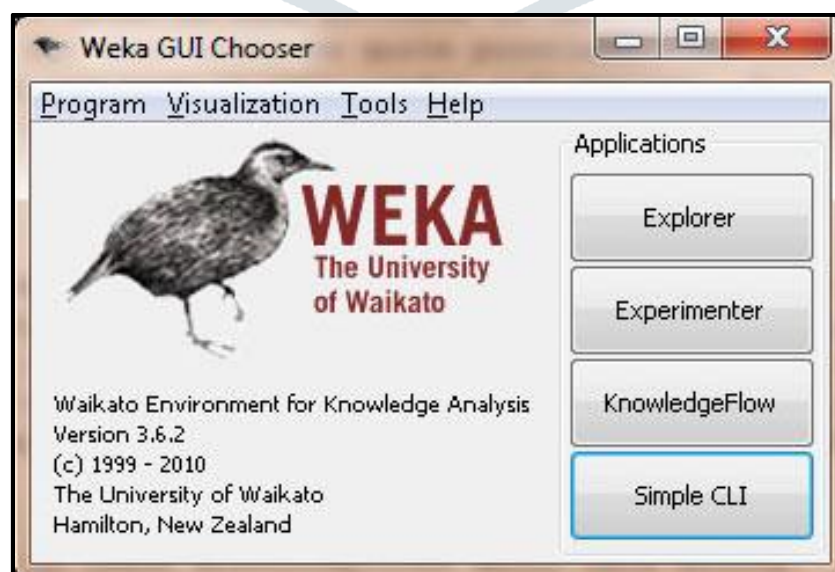 Weka GUI Chooser
Program Visualization Tools Help
WEKA
The University
of Waikato
Waikato Environment for Knowledge Analysis
Version 3.6.2
(c) 1999 - 2010
The University of Waikato
Hamilton, New Zealand
Applications
Explorer
Experimenter
KnowledgeFlow
Simple CLI